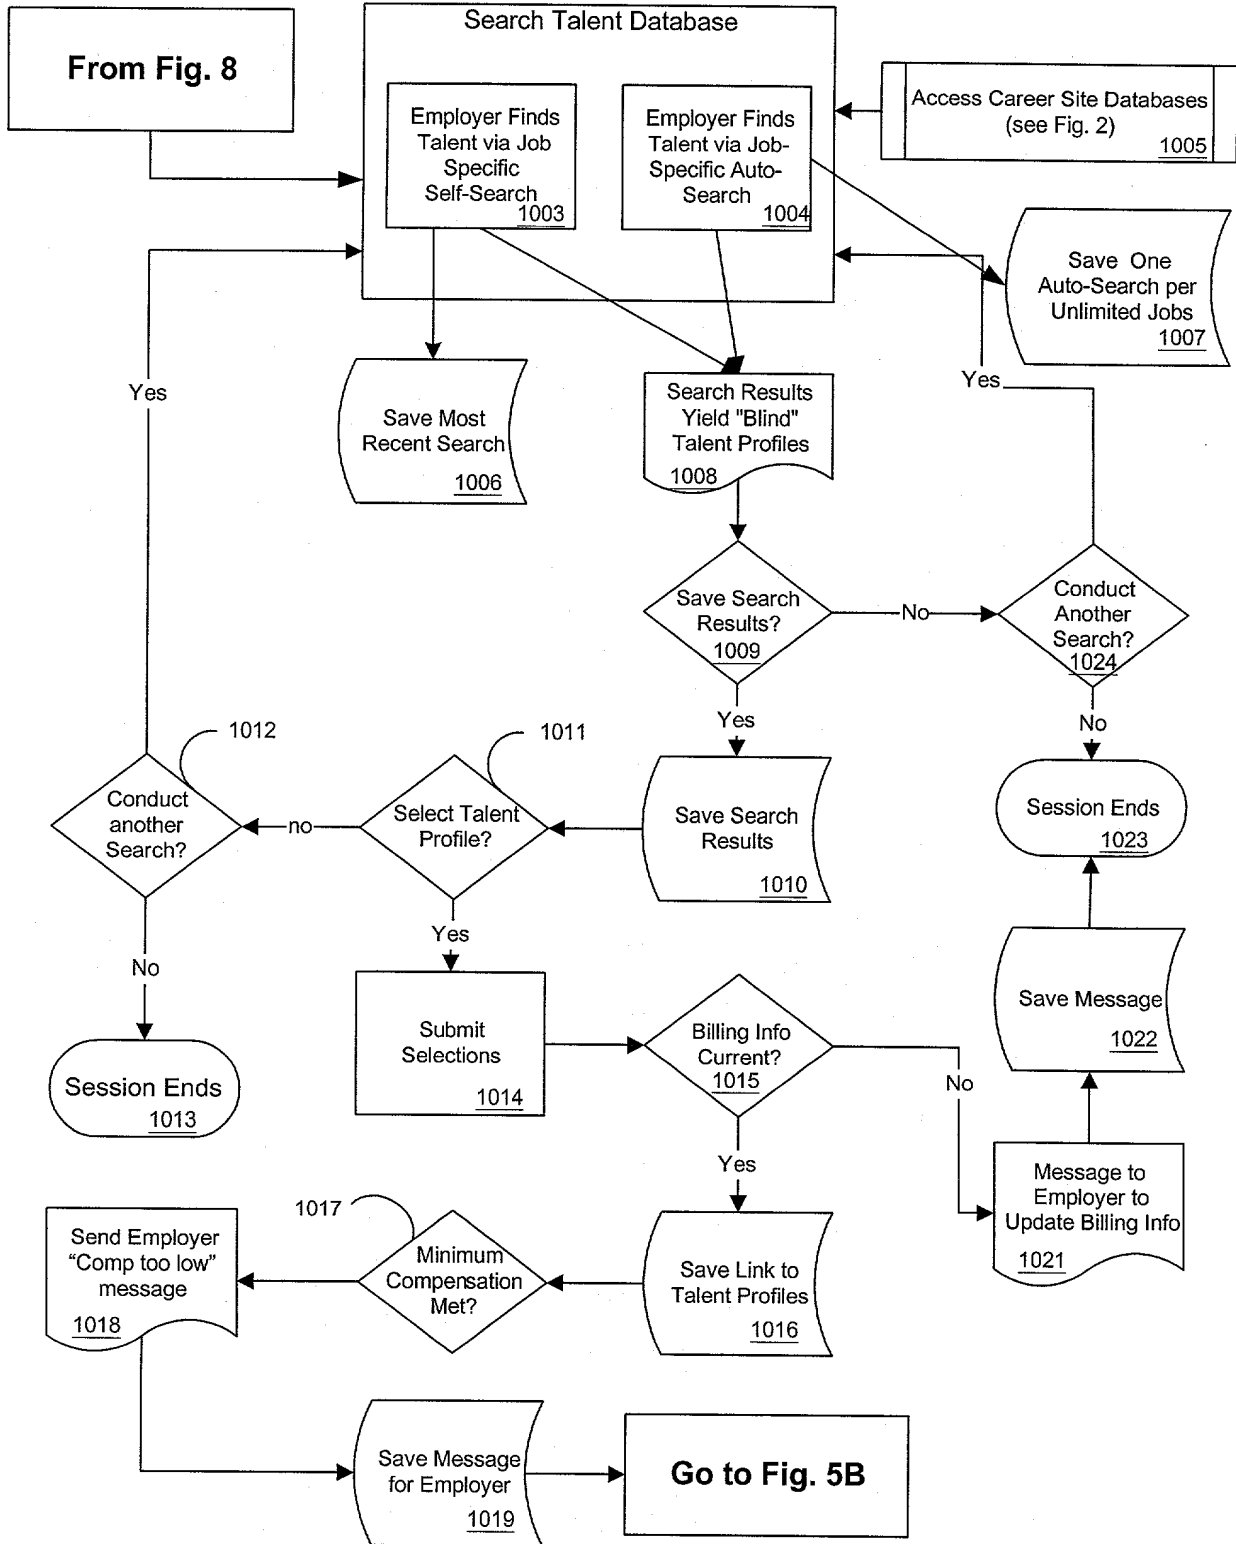 From Fig. 8
Search Talent Database
Employer Finds
Talent via Job
Specific
Self-Search
1003
Employer Finds
Talent via Job-
Specific Auto-
Search
1004
Access Career Site Databases
(see Fig. 2)
1005
Save One
Auto-Search per
Unlimited Jobs
1007
Yes
Yes
Save Most
Recent Search
1006
Search Results
Yield "Blind"
Talent Profiles
1008
Save Search
Results?
1009
No
Conduct
Another
Search?
1024
Yes
No
1012
1011
Conduct
another
Search?
no
Select Talent
Profile?
Save Search
Results
1010
Session Ends
1023
Yes
No
Submit
Selections
1014
Billing Info
Current?
1015
No
Save Message
1022
Session Ends
1013
Yes
Message to
Employer to
Update Billing Info
1021
1017
Send Employer
“Comp too low”
message
1018
Minimum
Compensation
Met?
Save Link to
Talent Profiles
1016
Save Message
for Employer
1019
Go to Fig. 5B